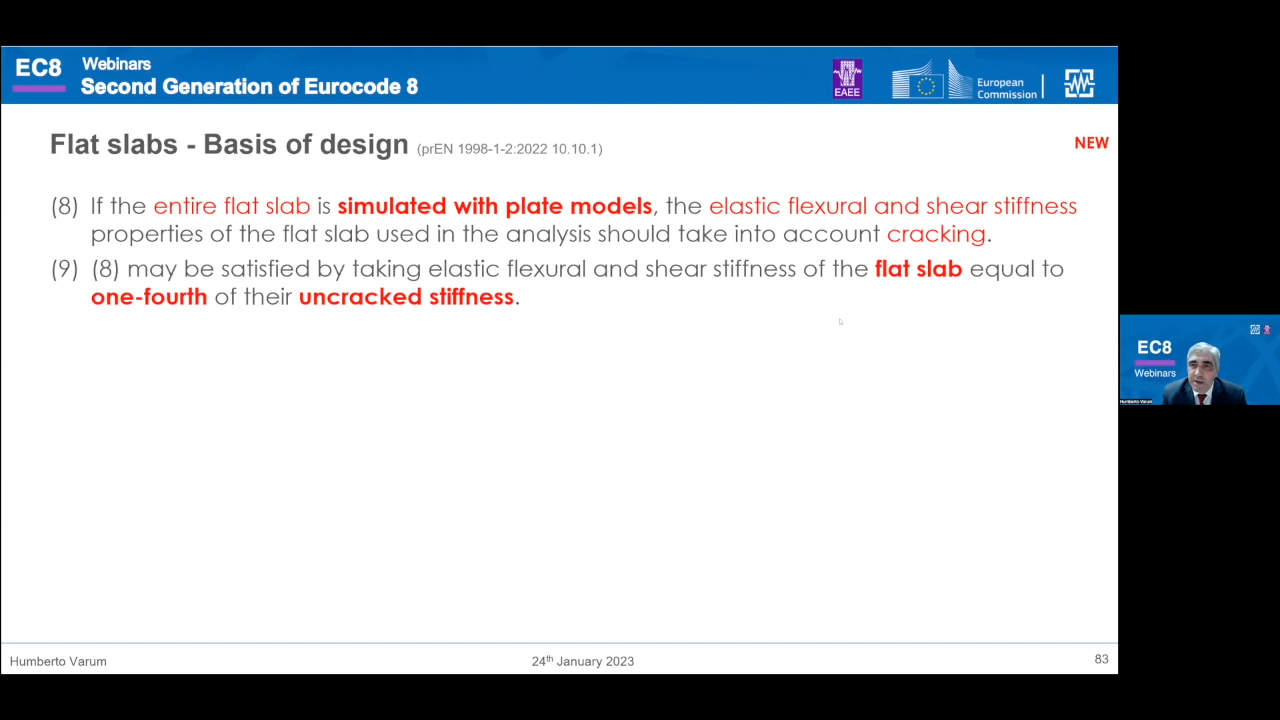 EC8
Webinars
Second Generation of Eurocode 8
EAEE
European
Commission
Flat slabs - Basis of design (prEN 1998-1-2:2022 10.10.1)
NEW
(8) If the entire flat slab is simulated with plate models, the elastic flexural and shear stiffness
properties of the flat slab used in the analysis should take into account cracking.
(9) (8) may be satisfied by taking elastic flexural and shear stiffness of the flat slab equal to
one-fourth of their uncracked stiffness.
EC8
Webinars
Humberto Varum
Humberto Varum
24th January 2023
83